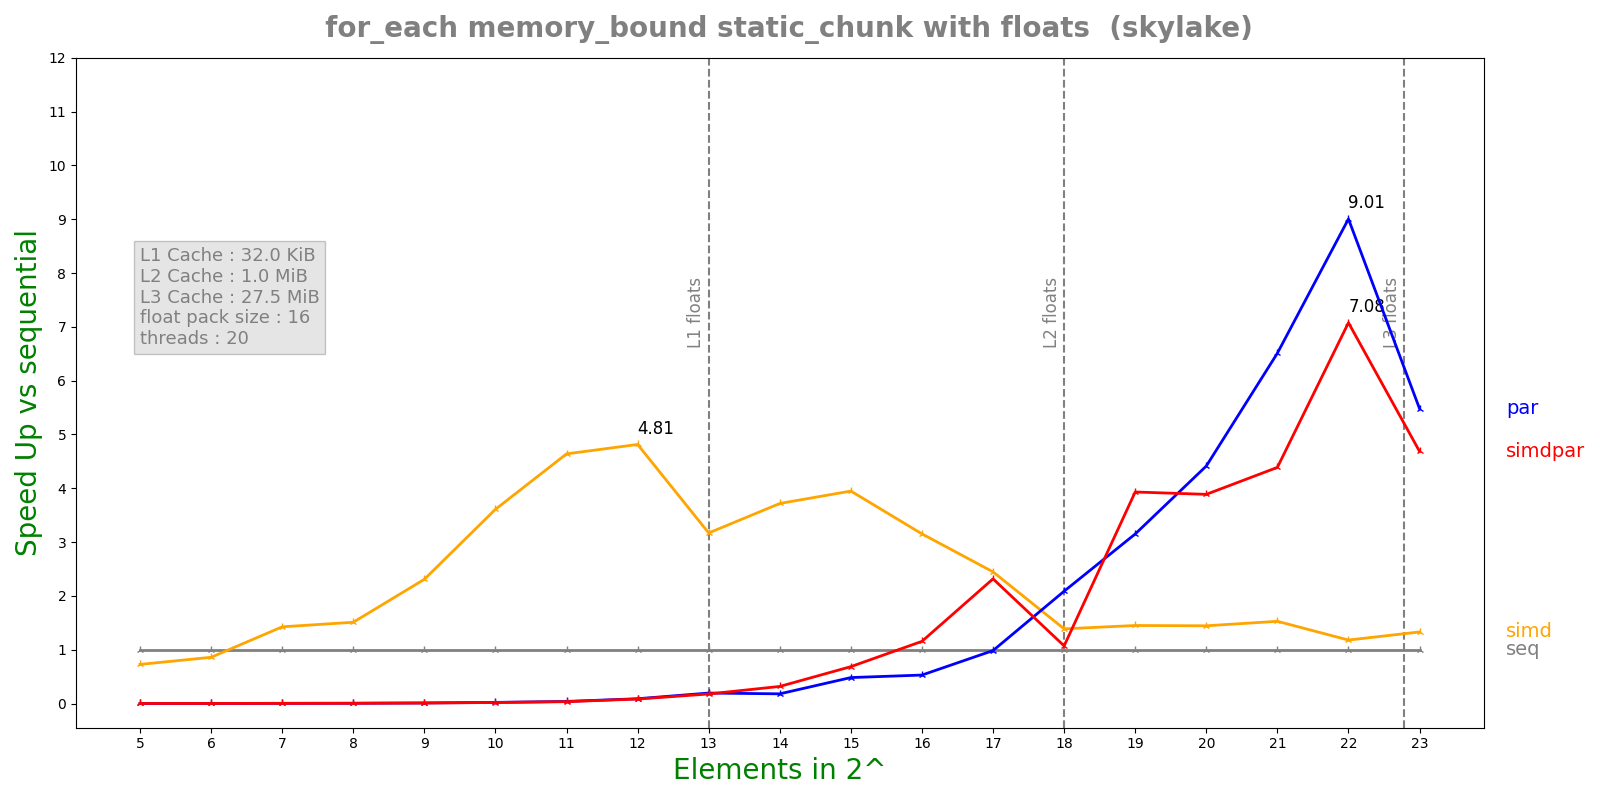 for_each memory_bound static_chunk with floats  (skylake)
Speed Up vs sequential
12
11
10
9
8
7
6
5
4
3
2
1
0
L1 Cache : 32.0 KiB
L2 Cache : 1.0 MiB
L3 Cache : 27.5 MiB
float pack size : 16
threads : 20
4.81
9.01
7.08
L1 floats
L2 floats
L3 floats
par
simdpar
simd
seq
5 6 7 8 9 10 11 12 13 14 15 16 17 18 19 20 21 22 23
Elements in 2^